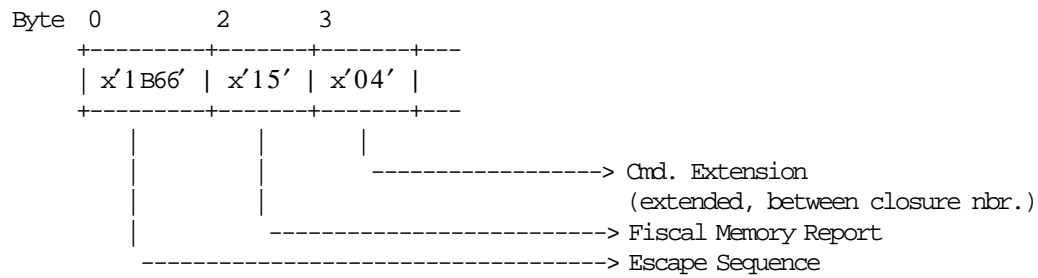 Byte 0 2 3
+---------+-------+-------+---
| x′1B66′ | x′15′ | x′04′ |
+---------+-------+-------+---
| | |
| | ------------------> Cmd. Extension
| | (extended, between closure nbr.)
| --------------------------> Fiscal Memory Report
------------------------------------> Escape Sequence